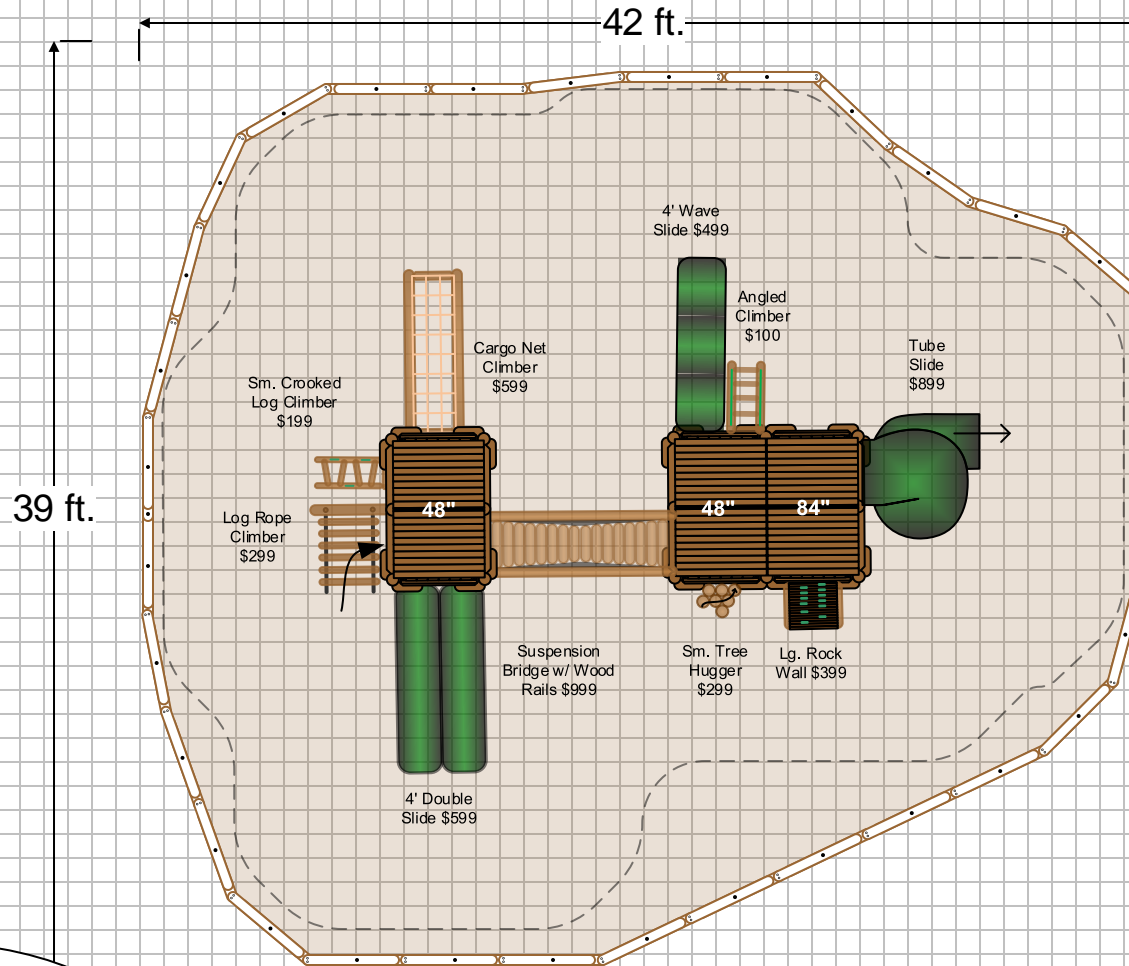 42 ft.
4' Wave
Slide $499
Angled
Climber
$100
Cargo Net
Climber
$599
Tube
Slide
$899
Sm. Crooked
Log Climber
$199
39 ft.
48"
48"
84"
Log Rope
Climber
$299
Suspension
Bridge w/ Wood
Rails $999
Sm. Tree
Hugger
$299
Lg. Rock
Wall $399
4' Double
Slide $599